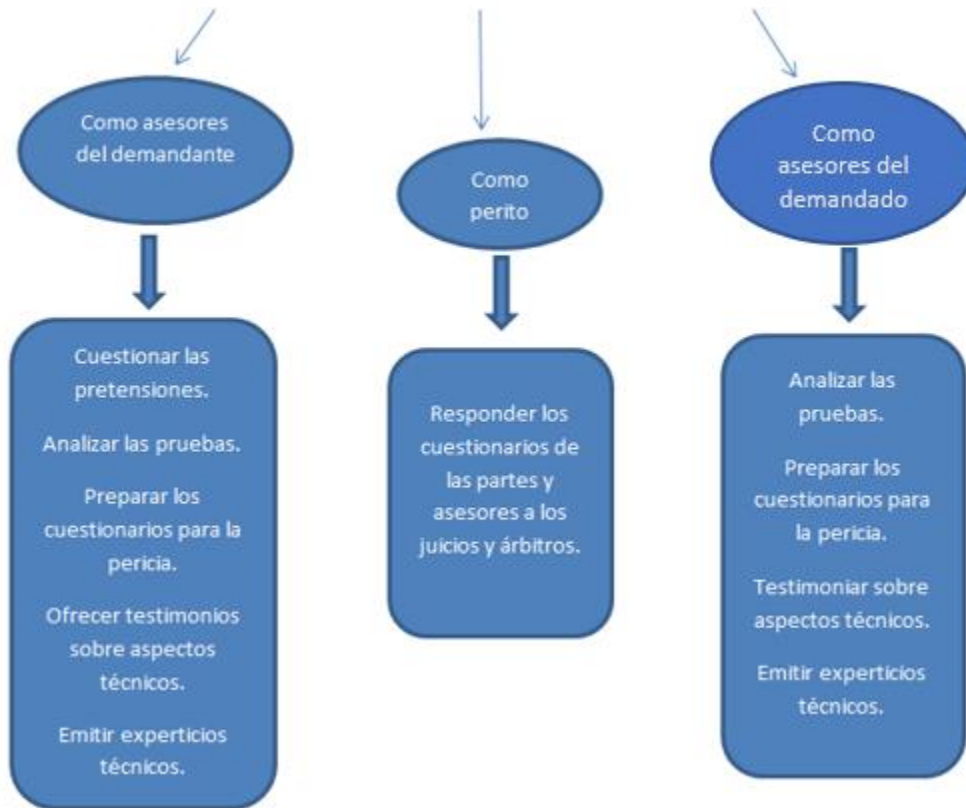 Como asesores
del demandante
Como
perito
Como
asesores del
demandado
Cuestionar las
pretensiones.
Analizar las pruebas.
Preparar los
cuestionarios para la
pericia.
Ofrecer testimonios
sobre aspectos
técnicos.
Emitir experticios
técnicos.
Responder los
cuestionarios de
las partes y
asesores a los
juicios y árbitros.
Analizar las
pruebas.
Preparar los
cuestionarios para
la pericia.
Testimoniar sobre
aspectos técnicos.
Emitir experticios
técnicos.